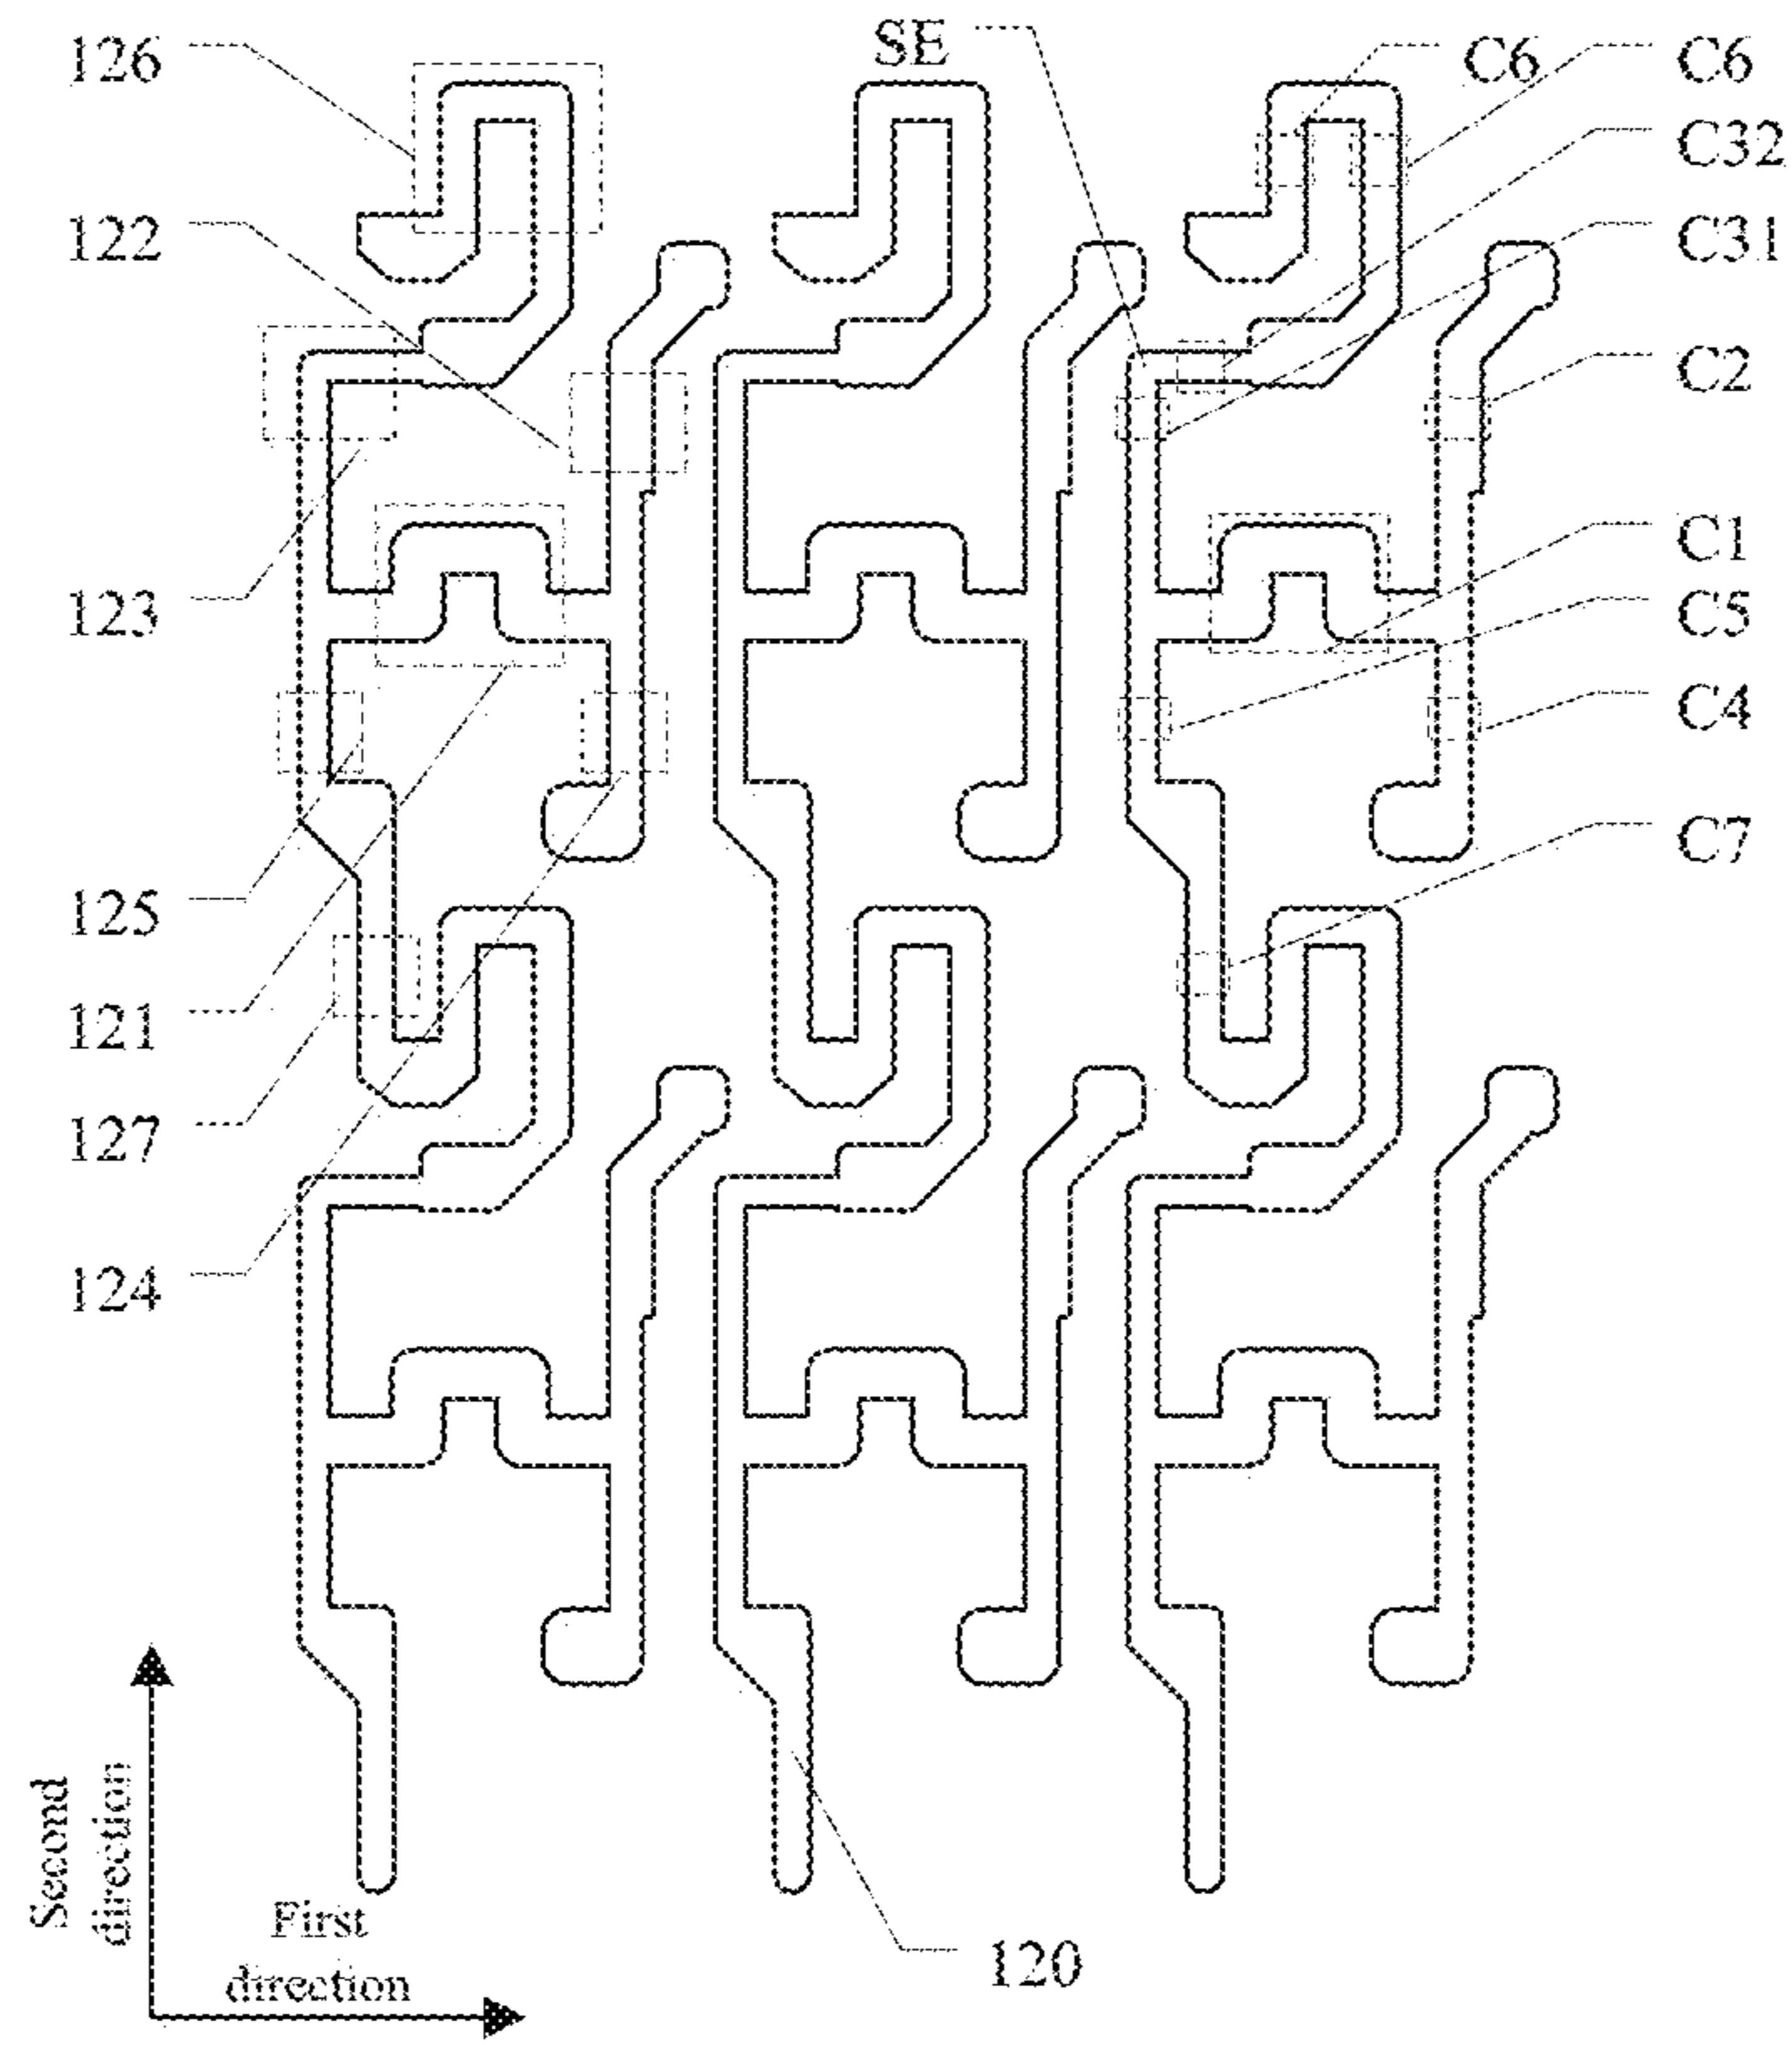 126
SE
C6
C6
C32
122
C31
C2
C1
123
C5
C4
C7
125
121
127
124
Second
direction
First
direction
120